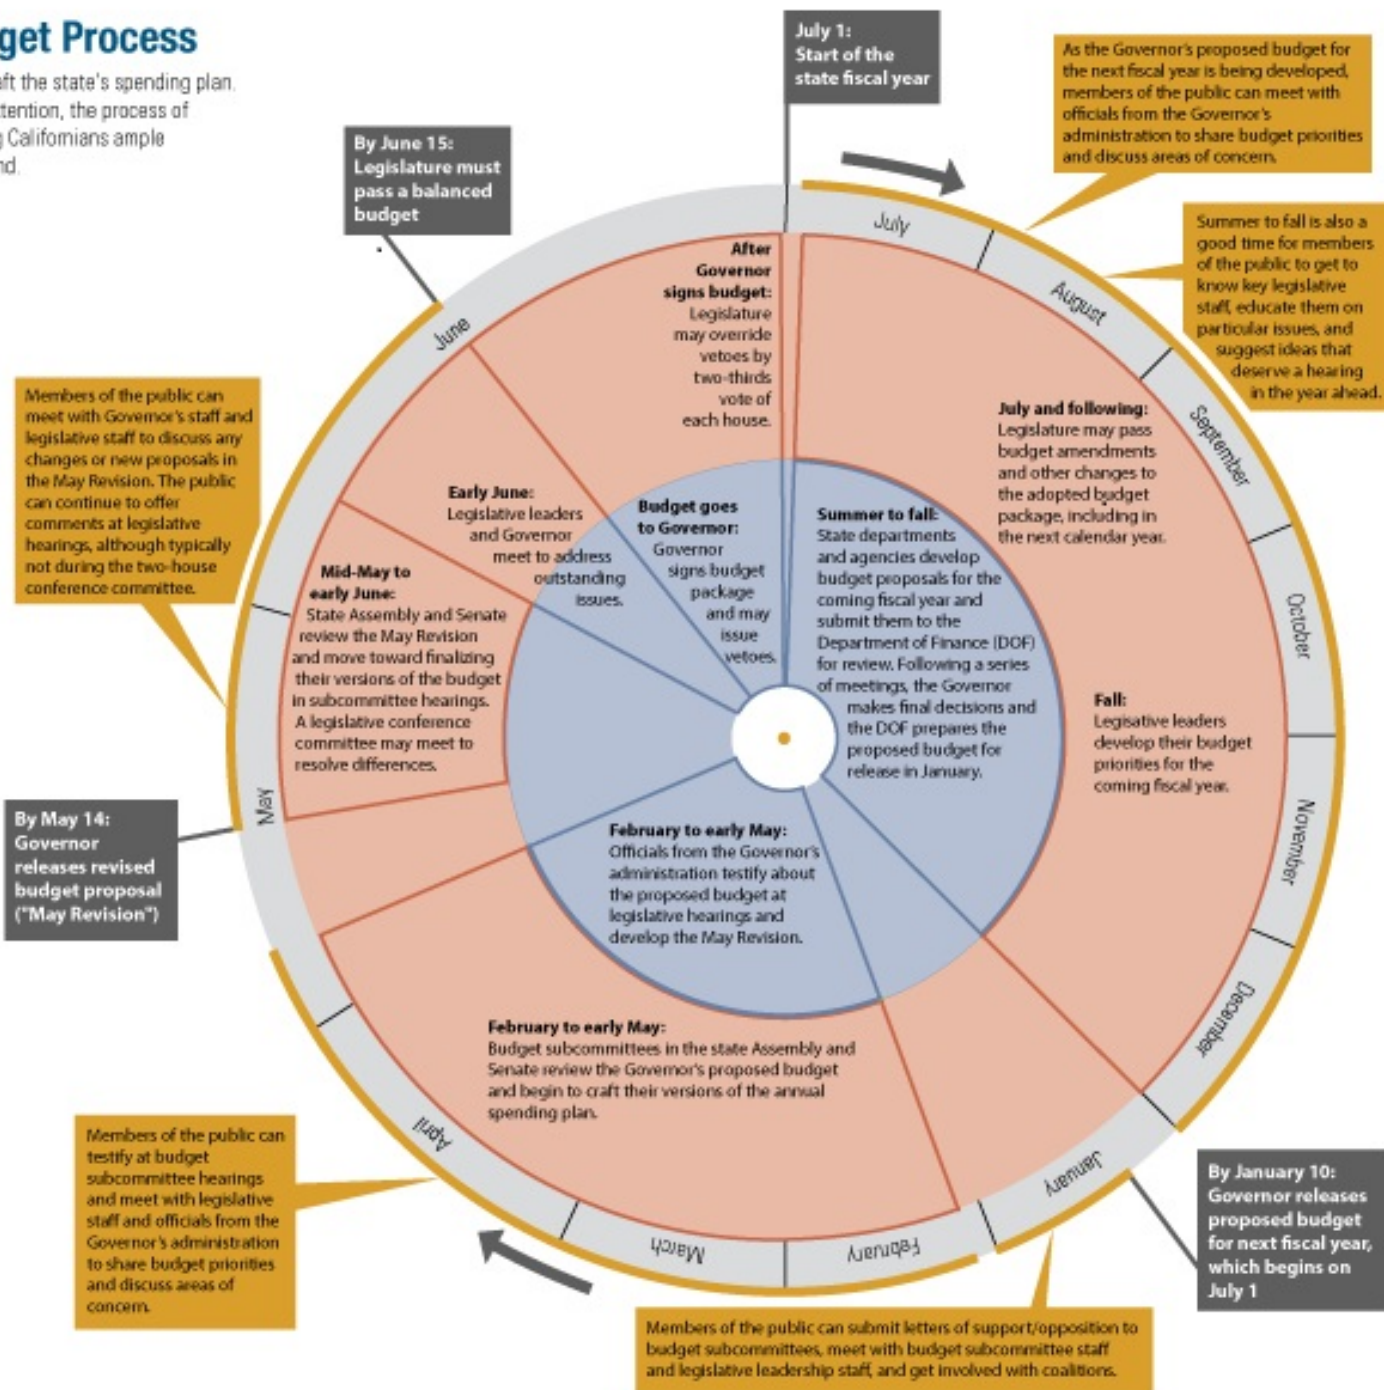 get Process
aft the state's spending plan.
ttention, the process of
g Californians ample
nd.
July 1:
Start of the
state fiscal year
As the Governor's proposed budget for
the next fiscal year is being developed,
members of the public can meet with
officials from the Governor's
administration to share budget priorities
and discuss areas of concern.
Summer to fall is also a
good time for members
of the public to get to
know key legislative
staff, educate them on
particular issues, and
suggest ideas that
deserve a hearing
in the year ahead.
By June 15:
Legislature must
pass a balanced
budget
July
August
September
October
November
December
January
February
March
April
May
June
After
Governor
signs budget:
Legislature
may override
vetoes by
two-thirds
vote of
each house.
July and following:
Legislature may pass
budget amendments
and other changes to
the adopted budget
package, including in
the next calendar year.
Members of the public can
meet with Governor's staff and
legislative staff to discuss any
changes or new proposals in
the May Revision. The public
can continue to offer
comments at legislative
hearings, although typically
not during the two-house
conference committee.
Early June:
Legislative leaders
and Governor
meet to address
outstanding
issues.
Budget goes
to Governor:
Governor
signs budget
package
and may
issue
vetoes.
Summer to fall:
State departments
and agencies develop
budget proposals for the
coming fiscal year and
submit them to the
Department of Finance (DOF)
for review. Following a series
of meetings, the Governor
makes final decisions and
the DOF prepares the
proposed budget for
release in January.
Mid-May to
early June:
State Assembly and Senate
review the May Revision
and move toward finalizing
their versions of the budget
in subcommittee hearings.
A legislative conference
committee may meet to
resolve differences.
Fall:
Legisative leaders
develop their budget
priorities for the
coming fiscal year.
By May 14:
Governor
releases revised
budget proposal
("May Revision")
February to early May:
Officials from the Governor's
administration testify about
the proposed budget at
legislative hearings and
develop the May Revision.
February to early May:
Budget subcommittees in the state Assembly and
Senate review the Governor's proposed budget
and begin to craft their versions of the annual
spending plan.
Members of the public can
testify at budget
subcommittee hearings
and meet with legislative
staff and officials from the
Governor's administration
to share budget priorities
and discuss areas of
concern.
By January 10:
Governor releases
proposed budget
for next fiscal year,
which begins on
July 1
Members of the public can submit letters of support/opposition to
budget subcommittees, meet with budget subcommittee staff
and legislative leadership staff, and get involved with coalitions.